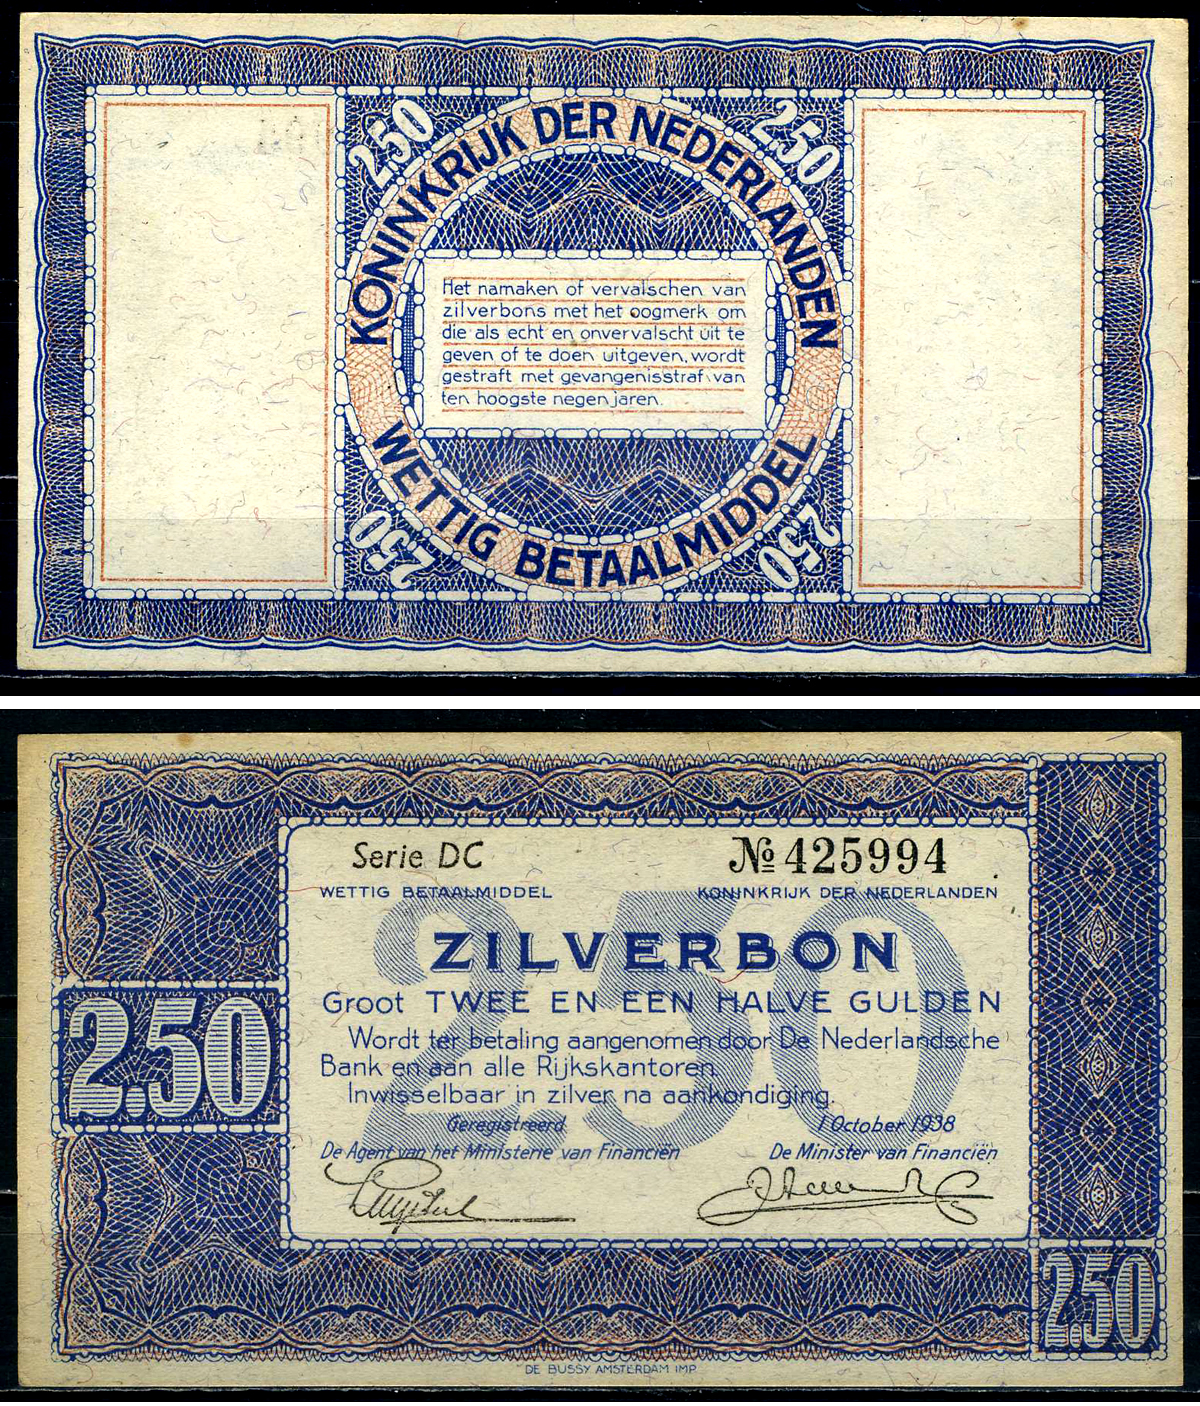 2.50
2.50
KONINKRIJK DER NEDERLANDEN
Het namaken of vervalschen van
zilverbons met het oogmerk om
die als echt en onvervalscht uit te
geven of te doen uitgeven, wordt
gestraft met gevangenisstraf van
ten hoogste negen jaren.
WETTIG BETAALMIDDEL
2.50
2.50
Serie DC
№ 425994
WETTIG BETAALMIDDEL
KONINKRIJK DER NEDERLANDEN
2.50
ZILVERBON
Groot TWEE EN EEN HALVE GULDEN
Wordt ter betaling aangenomen door De Nederlandsche
Bank en aan alle Rijkskantoren.
Inwisselbaar in zilver na aankondiging.
2.50
Geregistreerd
1 October 1938
De Agent van het Ministerie van Financiën
De Minister van Financiën
2.50
DE BUSSY AMSTERDAM IMP.